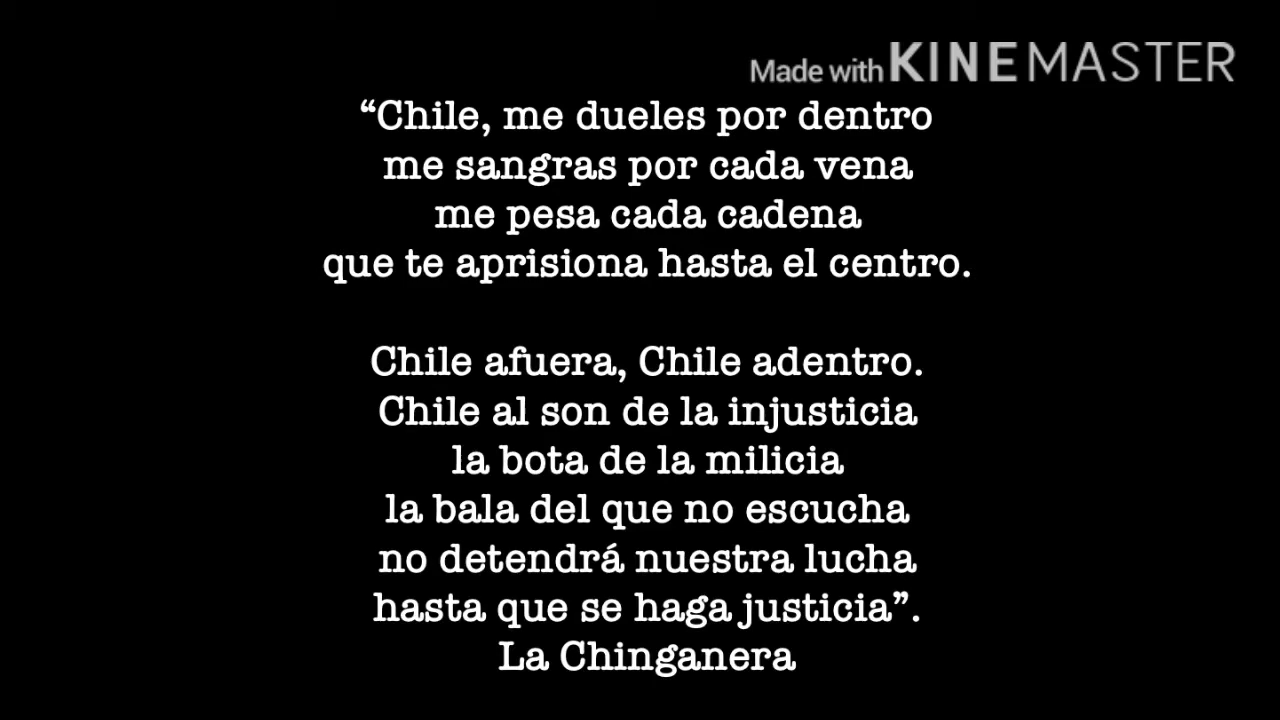 Made with KINEMASTER
“Chile, me dueles por dentro
me sangras por cada vena
me pesa cada cadena
que te aprisiona hasta el centro.
Chile afuera, Chile adentro.
Chile al son de la injusticia
la bota de la milicia
la bala del que no escucha
no detendrá nuestra lucha
hasta que se haga justicia”.
La Chinganera